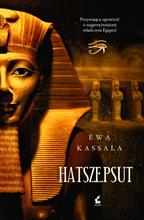 Porywająca opowieść
o najpotężniejszej
władczyni Egiptu!
EWA
KASSALA
HATSZEPSUT